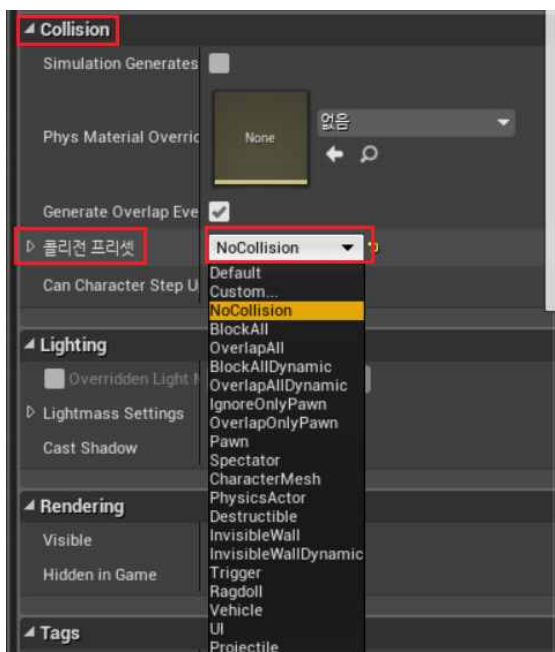 Collision
Simulation Generates
Phys Material Overric
None
없음
Generate Overlap Eve
콜리전 프리셋
NoCollision
Can Character Step U
Default
Custom...
NoCollision
BlockAll
OverlapAll
BlockAllDynamic
OverlapAllDynamic
IgnoreOnlyPawn
OverlapOnlyPawn
Pawn
Spectator
CharacterMesh
PhysicsActor
Destructible
InvisibleWall
InvisibleWallDynamic
Trigger
Ragdoll
Vehicle
UI
Projectile
Lighting
Overridden Light M
Lightmass Settings
Cast Shadow
Rendering
Visible
Hidden in Game
Tags